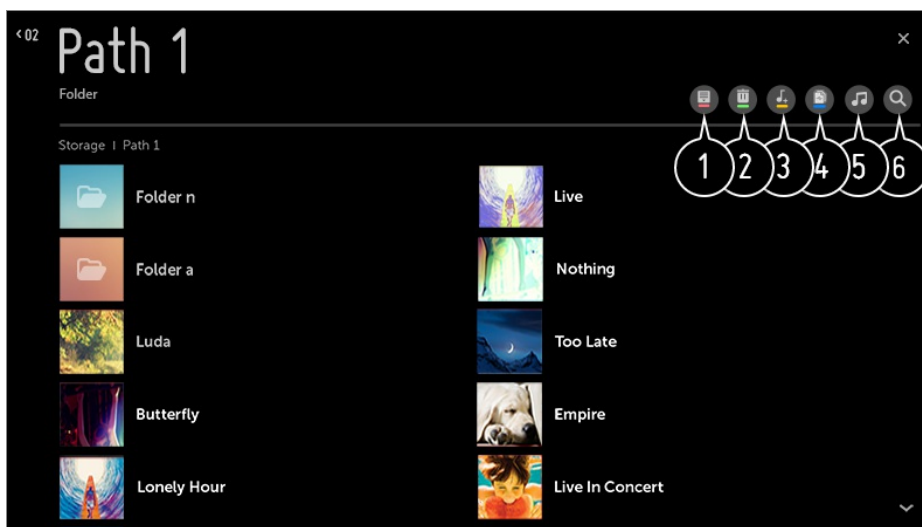 02
Path 1
Folder
1 2 3 4 5 6
Storage | Path 1
Folder n
Live
Folder a
Nothing
Luda
Too Late
Butterfly
Empire
Lonely Hour
Live In Concert